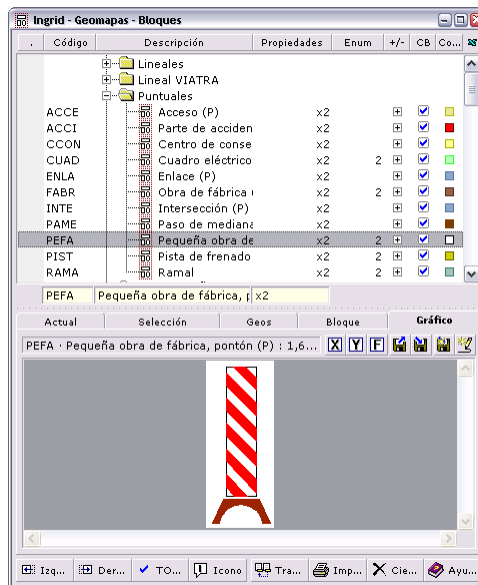 Ingrid - Geomapas - Bloques
. Código Descripción Propiedades Enum +/- CB Co...
Lineales
Lineal VIATRA
Puntuales
ACCE Acceso (P) x2
ACCI Parte de acciden x2
CCON Centro de conse x2
CUAD Cuadro eléctrico x2 2
ENLA Enlace (P) x2
FABR Obra de fábrica x2 2
INTE Intersección (P) x2
PAME Paso de mediana x2
PEFA Pequeña obra de x2 2
PIST Pista de frenado x2 2
RAMA Ramal x2
PEFA Pequeña obra de fábrica, p x2
Actual Selección Geos Bloque Gráfico
PEFA · Pequeña obra de fábrica, pontón (P) : 1,6... X Y F
Izq... Der... TO... Icono Tra... Imp... Cie... Ayu...